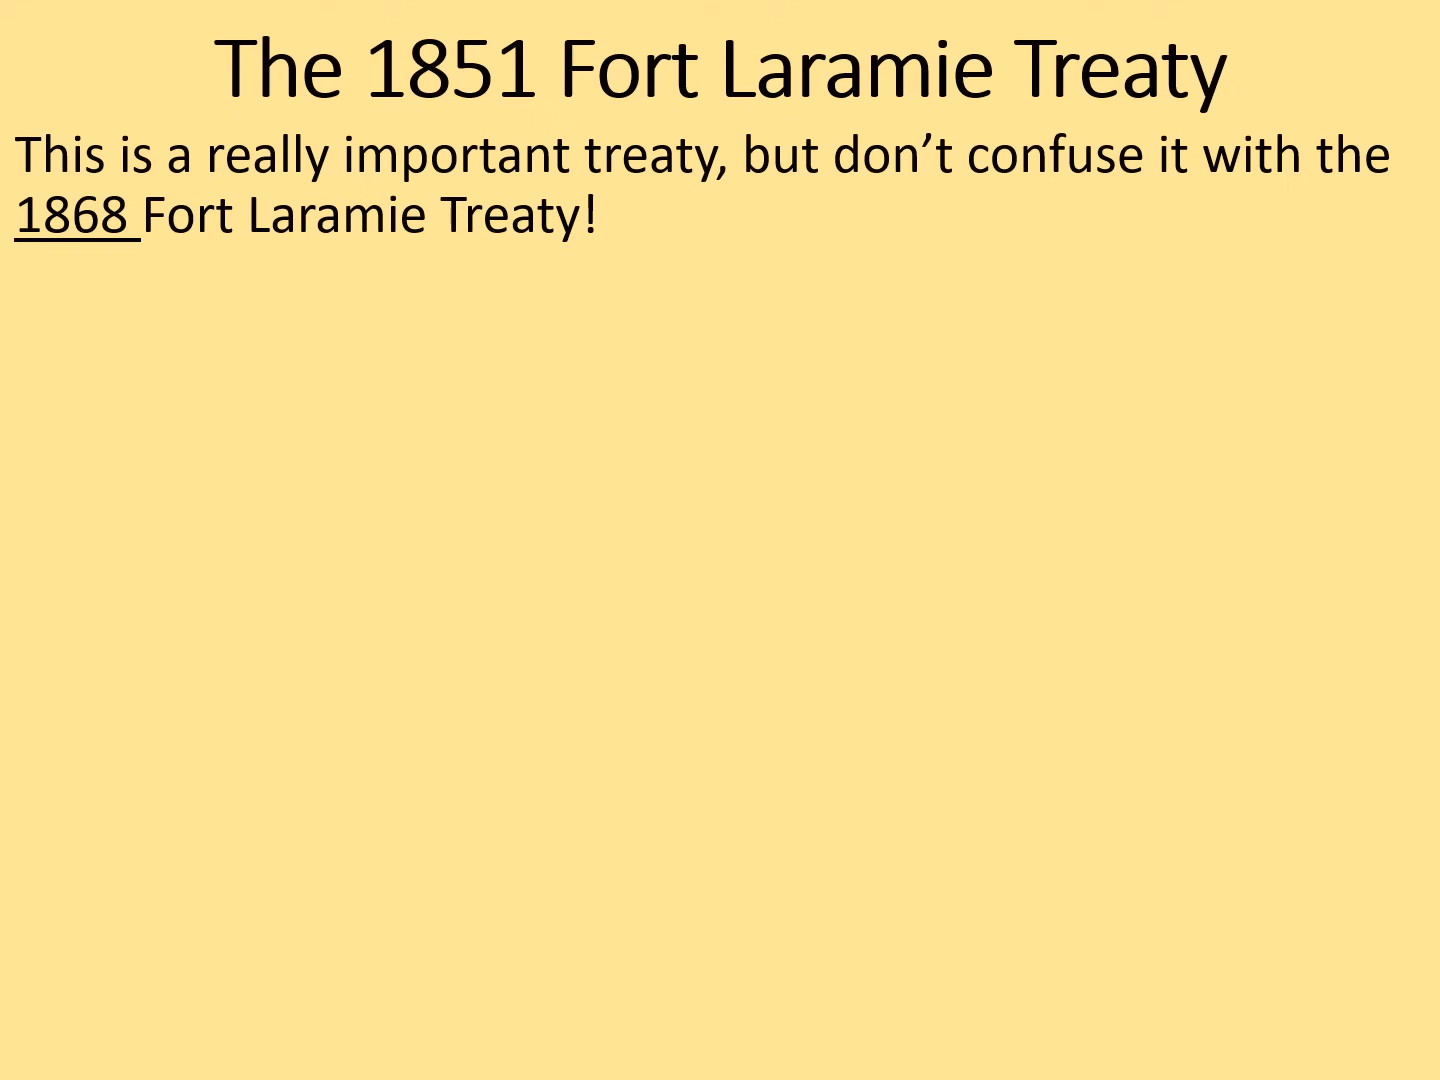 The 1851 Fort Laramie Treaty
This is a really important treaty, but don’t confuse it with the
1868 Fort Laramie Treaty!